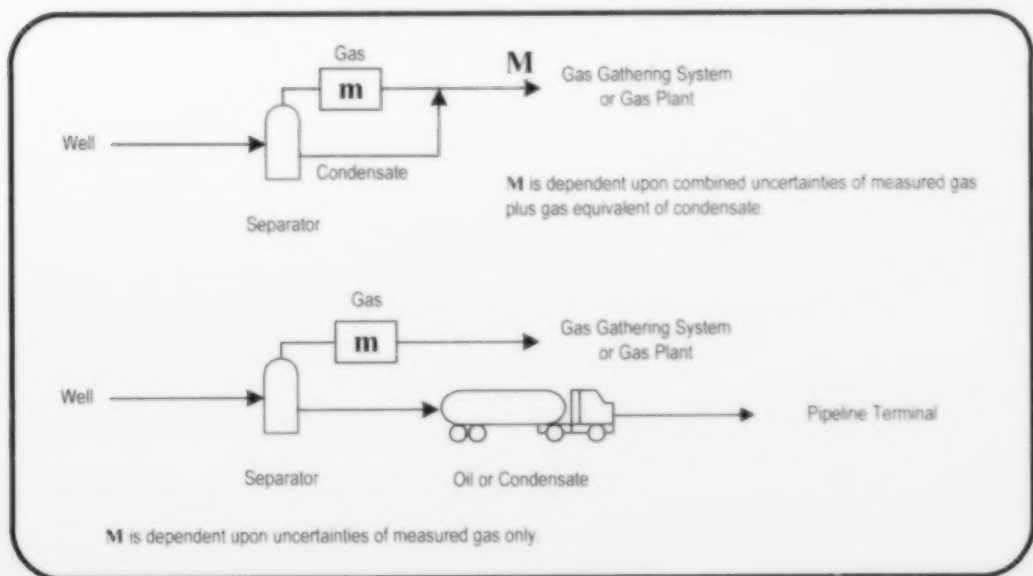 Gas
m
M
Gas Gathering System
or Gas Plant
Well
Condensate
M is dependent upon combined uncertainties of measured gas
plus gas equivalent of condensate
Separator
Gas
m
Gas Gathering System
or Gas Plant
Well
Pipeline Terminal
Separator
Oil or Condensate
M is dependent upon uncertainties of measured gas only.